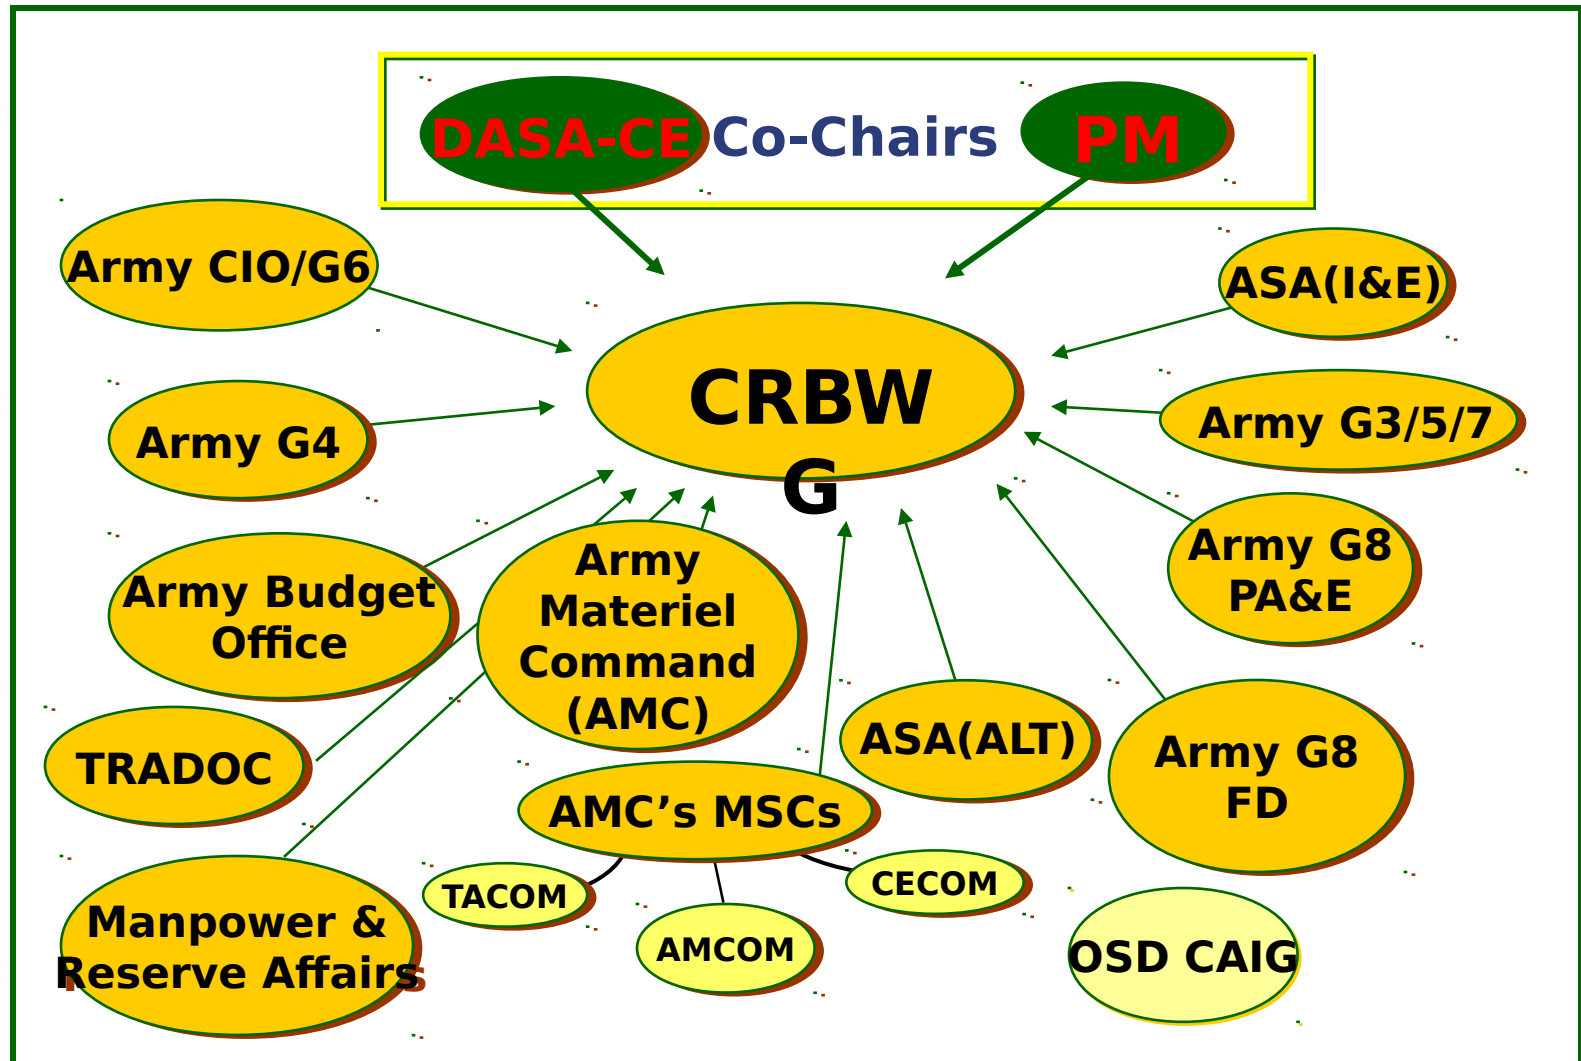 DASA-CE Co-Chairs PM
Army CIO/G6
ASA(I&E)
CRBW
G
Army G4
Army G3/5/7
Army Budget
Office
Army
Materiel
Command
(AMC)
Army G8
PA&E
TRADOC
ASA(ALT)
Army G8
FD
AMC’s MSCs
TACOM
CECOM
AMCOM
Manpower &
Reserve Affairs
OSD CAIG